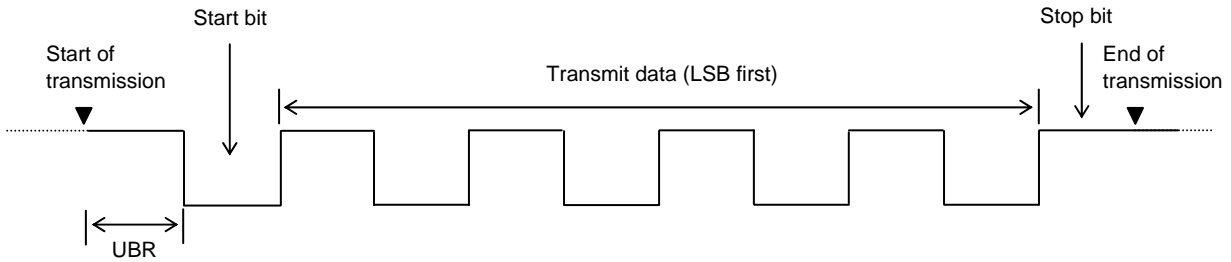 Start bit
Stop bit
Start of
transmission
Transmit data (LSB first)
End of
transmission
UBR